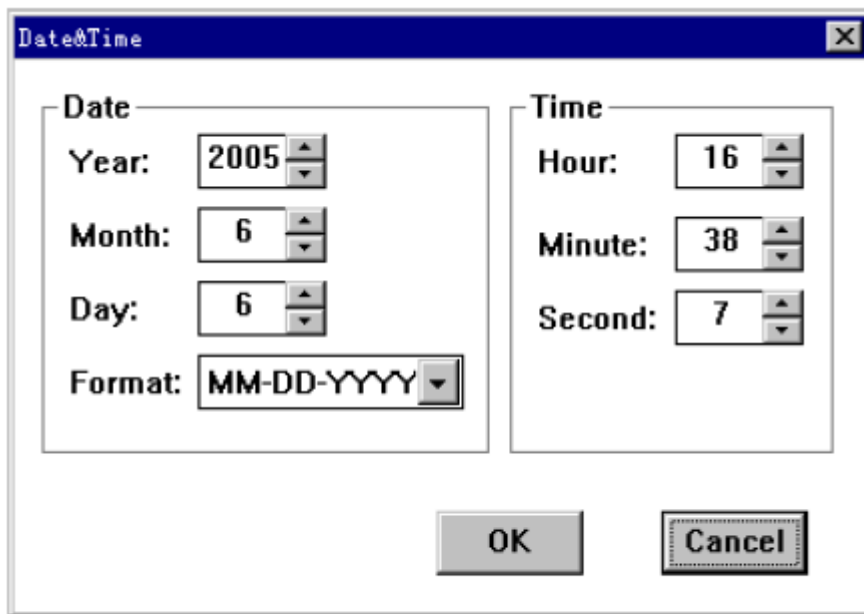 Date&Time
Date
Year: 2005
Month: 6
Day: 6
Format: MM-DD-YYYY
Time
Hour: 16
Minute: 38
Second: 7
OK Cancel